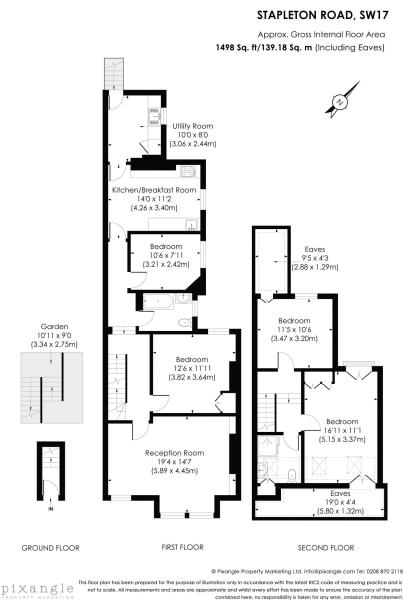 STAPLETON ROAD, SW17
Approx. Gross Internal Floor Area
1498 Sq. ft/139.18 Sq. m (Including Eaves)
N
Utility Room
10'0 x 8'0
(3.06 x 2.44m)
Kitchen/Breakfast Room
14'0 x 11'2
(4.26 x 3.40m)
Bedroom
10'6 x 7'11
(3.21 x 2.42m)
Eaves
9'5 x 4'3
(2.88 x 1.29m)
Garden
10'11 x 9'0
(3.34 x 2.75m)
Bedroom
11'5 x 10'6
(3.47 x 3.20m)
Bedroom
12'6 x 11'11
(3.82 x 3.64m)
Bedroom
16'11 x 11'1
(5.15 x 3.37m)
Reception Room
19'4 x 14'7
(5.89 x 4.45m)
Eaves
19'0 x 4'4
(5.80 x 1.32m)
IN
GROUND FLOOR
FIRST FLOOR
SECOND FLOOR
© Pixangle Property Marketing Ltd, info@pixangle.com Tel: 0208 870 2118
pixangle
PROPERTY MARKETING
This floor plan has been prepared for the purpose of illustration only in accordance with the latest RICS code of measuring practice and is
not to scale. All measurements and areas are approximate and whilst every effort has been made to ensure the accuracy of the plan
contained here, no responsibility is taken for any error, omission or misstatement.